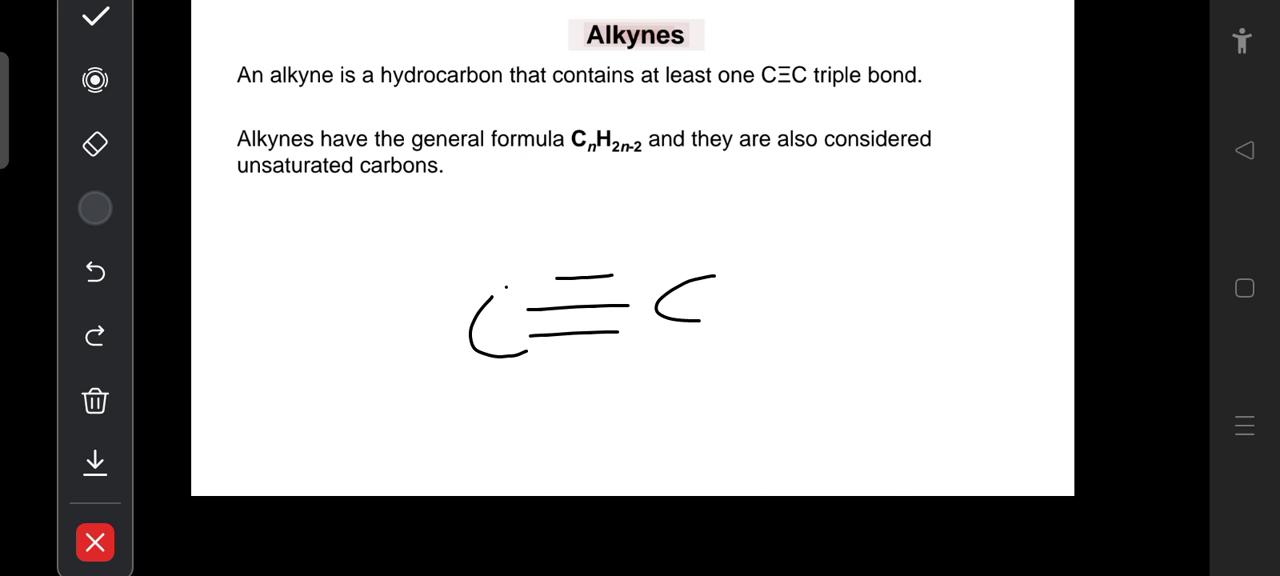 Alkynes
An alkyne is a hydrocarbon that contains at least one CΞC triple bond.
Alkynes have the general formula CnH2n-2 and they are also considered
unsaturated carbons.
C≡C